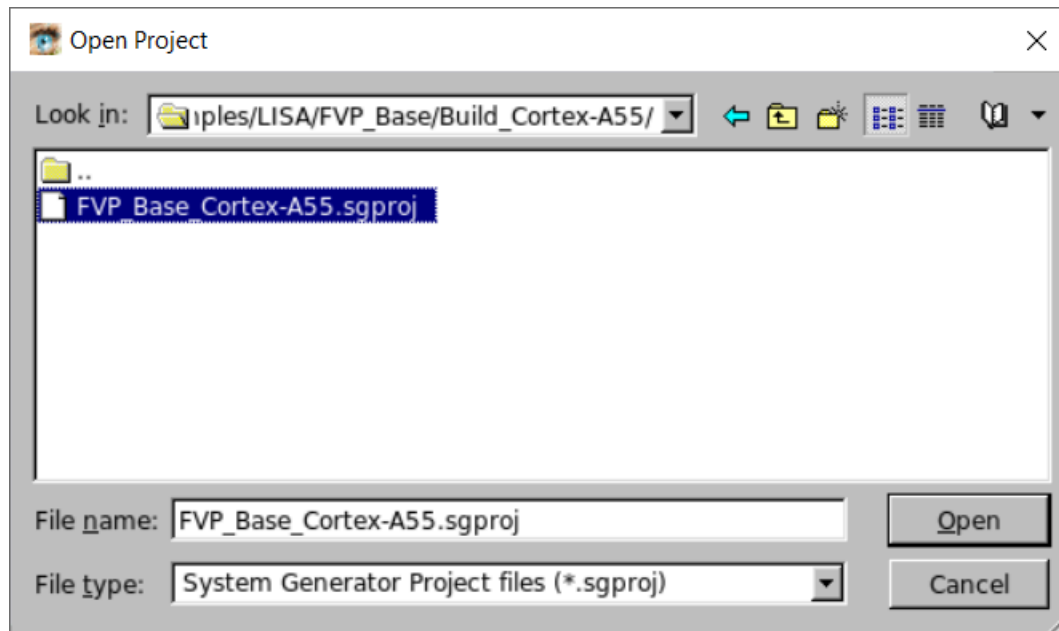 Open Project
Look in: ıples/LISA/FVP_Base/Build_Cortex-A55/
..
FVP_Base_Cortex-A55.sgproj
File name: FVP_Base_Cortex-A55.sgproj
Open
File type: System Generator Project files (*.sgproj)
Cancel